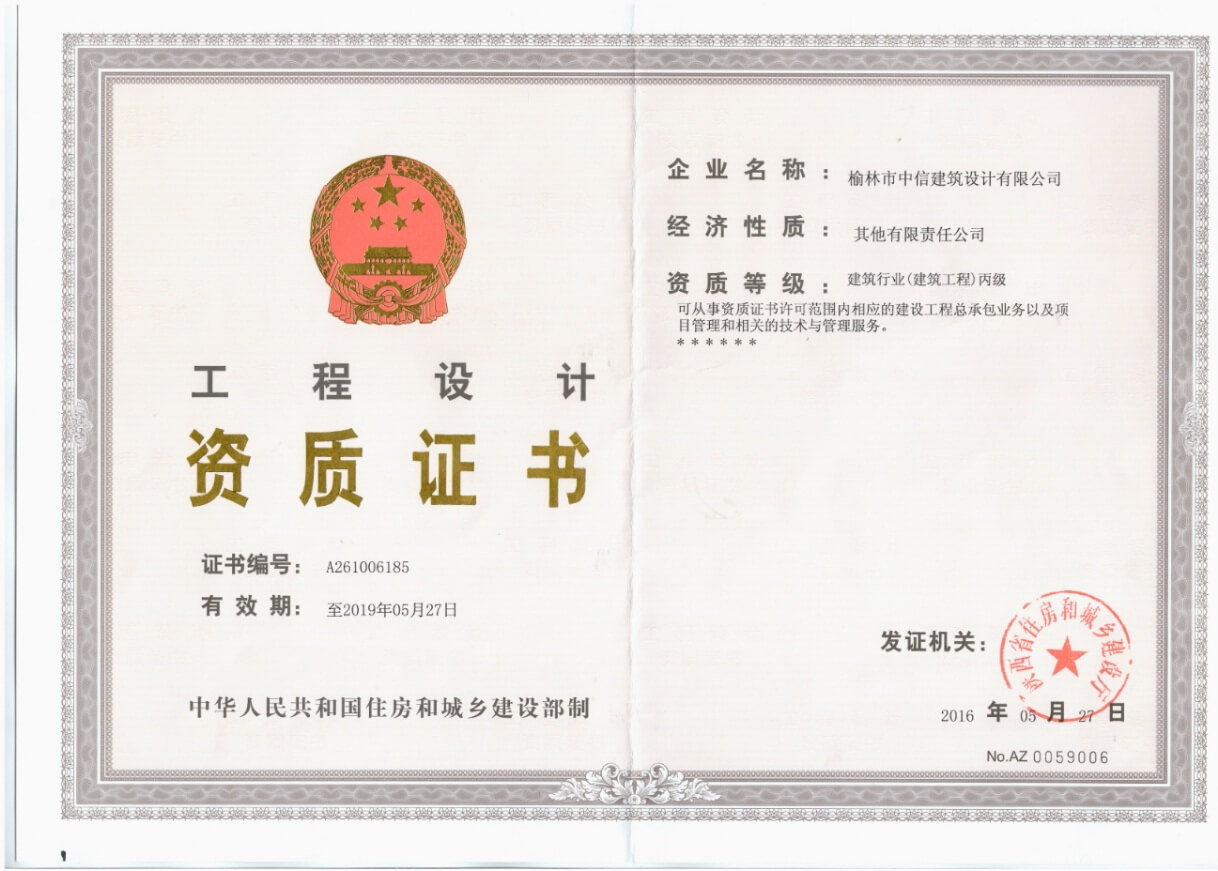 工程设计
资质证书
证书编号： A261006185
有效期： 至2019年05月27日
中华人民共和国住房和城乡建设部制
企业名称： 榆林市中信建筑设计有限公司
经济性质： 其他有限责任公司
资质等级： 建筑行业(建筑工程)丙级
可从事资质证书许可范围内相应的建设工程总承包业务以及项
目管理和相关的技术与管理服务。
******
发证机关：
陕西省住房和城乡建设厅
2016 年 05 月 27 日
No.AZ 0059006